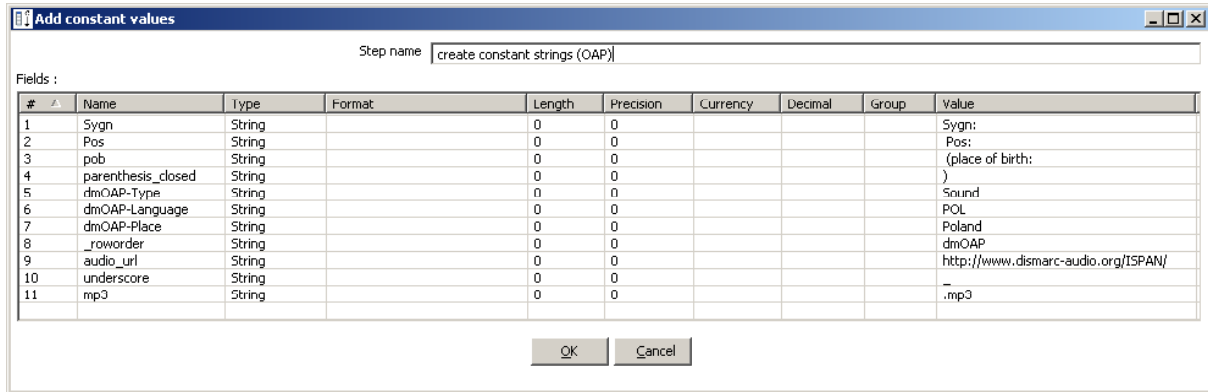 Add constant values
Step name create constant strings (OAP)
Fields :
# Name Type Format Length Precision Currency Decimal Group Value
1 Sygn String 0 0 Sygn:
2 Pos String 0 0 Pos:
3 pob String 0 0 (place of birth:
4 parenthesis_closed String 0 0 )
5 dmOAP-Type String 0 0 Sound
6 dmOAP-Language String 0 0 POL
7 dmOAP-Place String 0 0 Poland
8 _roworder String 0 0 dmOAP
9 audio_url String 0 0 http://www.dismarc-audio.org/ISPAN/
10 underscore String 0 0 _
11 mp3 String 0 0 .mp3
OK Cancel